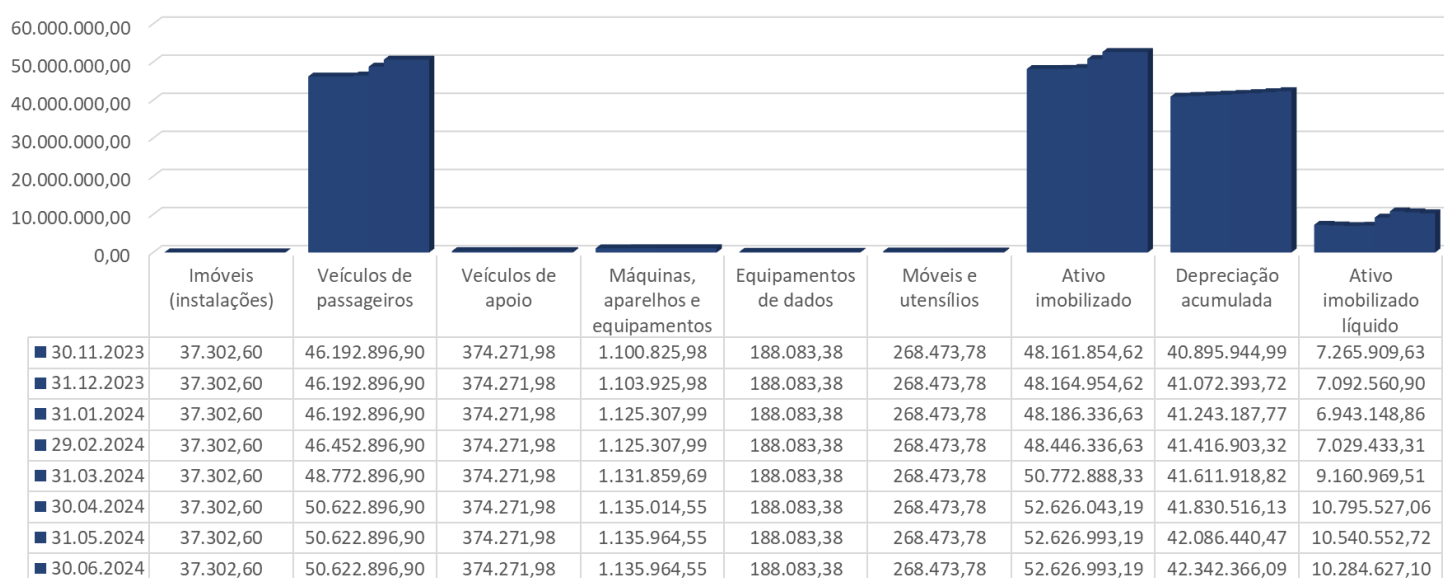 60.000.000,00
50.000.000,00
40.000.000,00
30.000.000,00
20.000.000,00
10.000.000,00
0,00
Imóveis (instalações) Veículos de passageiros Veículos de apoio Máquinas, aparelhos e equipamentos Equipamentos de dados Móveis e utensílios Ativo imobilizado Depreciação acumulada Ativo imobilizado líquido
30.11.2023 37.302,60 46.192.896,90 374.271,98 1.100.825,98 188.083,38 268.473,78 48.161.854,62 40.895.944,99 7.265.909,63
31.12.2023 37.302,60 46.192.896,90 374.271,98 1.103.925,98 188.083,38 268.473,78 48.164.954,62 41.072.393,72 7.092.560,90
31.01.2024 37.302,60 46.192.896,90 374.271,98 1.125.307,99 188.083,38 268.473,78 48.186.336,63 41.243.187,77 6.943.148,86
29.02.2024 37.302,60 46.452.896,90 374.271,98 1.125.307,99 188.083,38 268.473,78 48.446.336,63 41.416.903,32 7.029.433,31
31.03.2024 37.302,60 48.772.896,90 374.271,98 1.131.859,69 188.083,38 268.473,78 50.772.888,33 41.611.918,82 9.160.969,51
30.04.2024 37.302,60 50.622.896,90 374.271,98 1.135.014,55 188.083,38 268.473,78 52.626.043,19 41.830.516,13 10.795.527,06
31.05.2024 37.302,60 50.622.896,90 374.271,98 1.135.964,55 188.083,38 268.473,78 52.626.993,19 42.086.440,47 10.540.552,72
30.06.2024 37.302,60 50.622.896,90 374.271,98 1.135.964,55 188.083,38 268.473,78 52.626.993,19 42.342.366,09 10.284.627,10